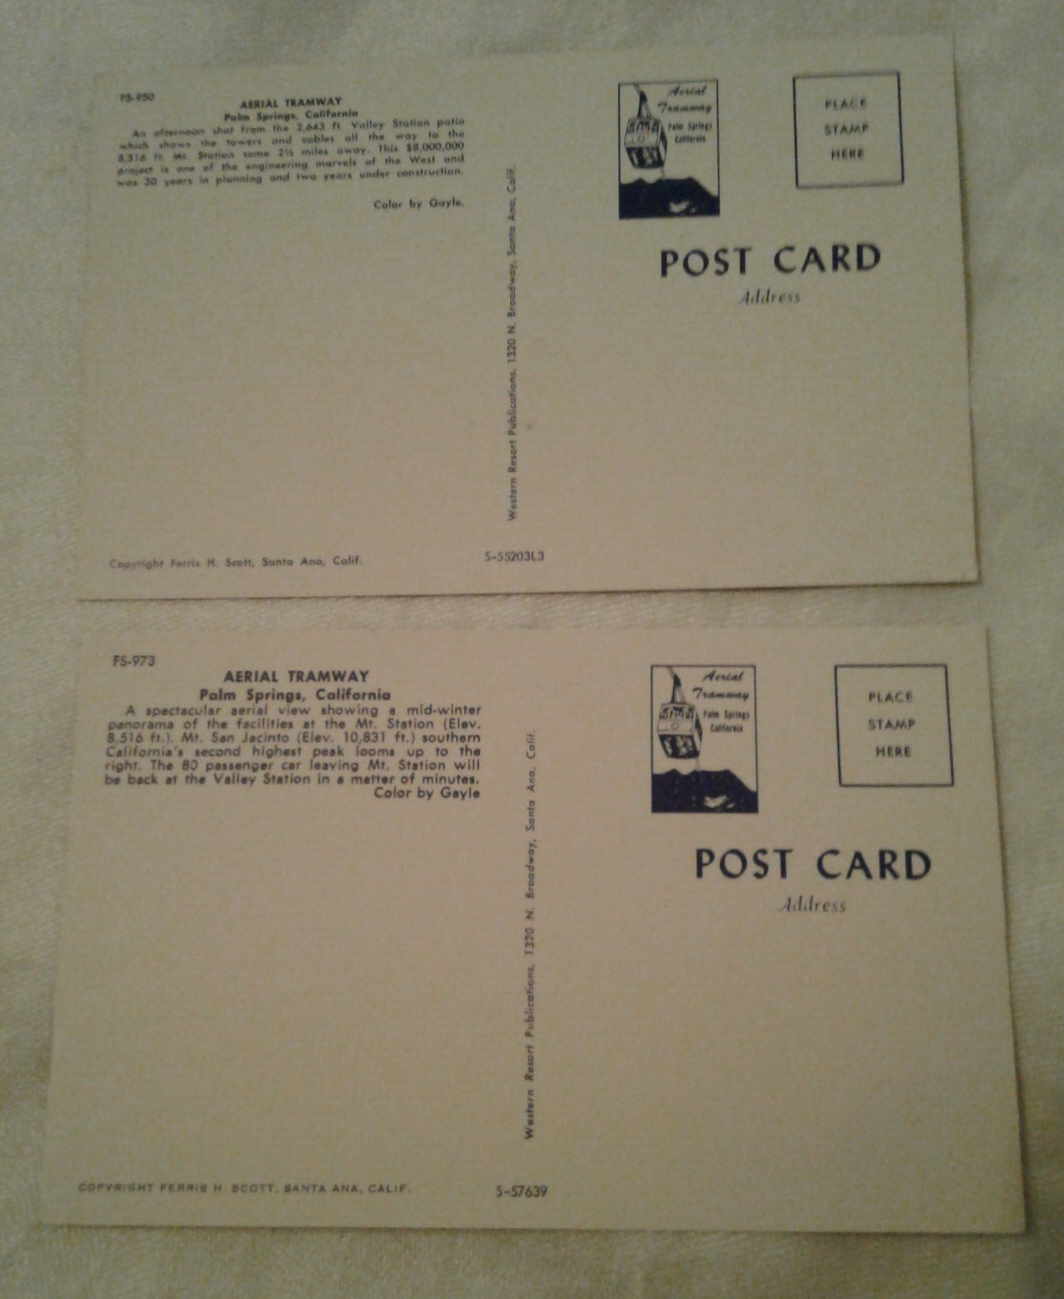 FS-950
AERIAL TRAMWAY
Palm Springs, California
An afternoon shot from the 2,643 ft. Valley Station patio
which shows the towers and cables all the way to the
8,516 ft. Mt. Station some 2½ miles away. This $8,000,000
project is one of the engineering marvels of the West and
was 30 years in planning and two years under construction.
Color by Gayle.
Western Resort Publications, 1320 N. Broadway, Santa Ana, Calif.
Copyright Ferris H. Scott, Santa Ana, Calif.
S-55203L3
Aerial
Tramway
Palm Springs
California
PLACE
STAMP
HERE
POST CARD
Address
FS-973
AERIAL TRAMWAY
Palm Springs, California
A spectacular aerial view showing a mid-winter
panorama of the facilities at the Mt. Station (Elev.
8,516 ft.). Mt. San Jacinto (Elev. 10,831 ft.) southern
California's second highest peak looms up to the
right. The 80 passenger car leaving Mt. Station will
be back at the Valley Station in a matter of minutes.
Color by Gayle
Western Resort Publications, 1320 N. Broadway, Santa Ana, Calif.
COPYRIGHT FERRIS H. SCOTT, SANTA ANA, CALIF.
S-57639
Aerial
Tramway
Palm Springs
California
PLACE
STAMP
HERE
POST CARD
Address